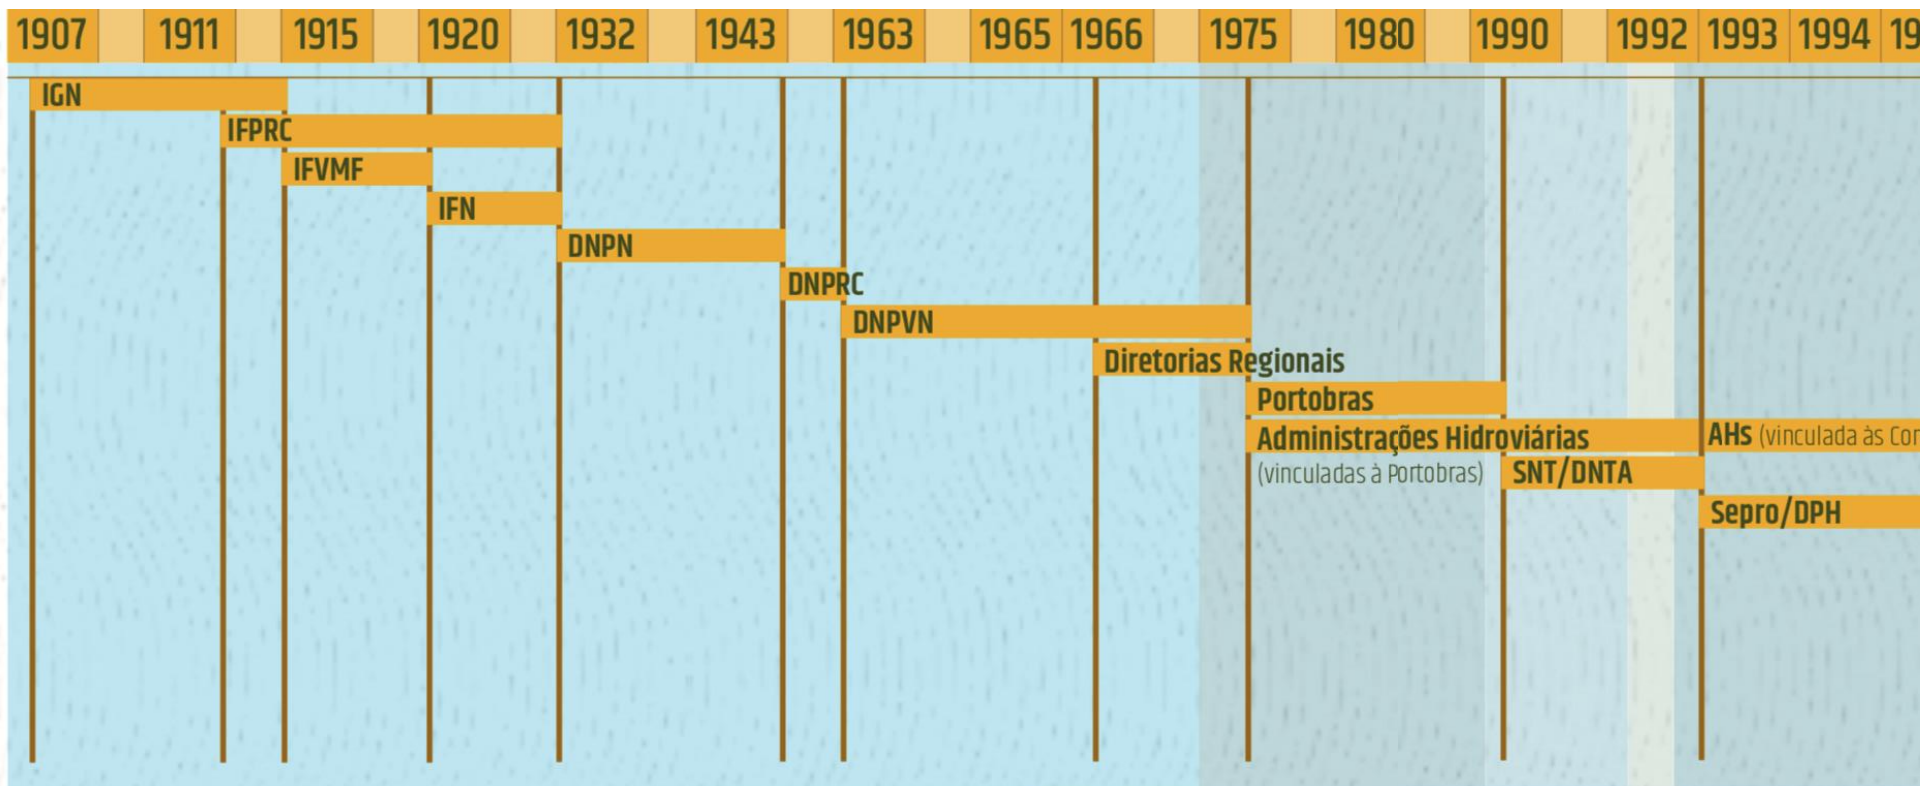 1907 1911 1915 1920 1932 1943 1963 1965 1966 1975 1980 1990 1992 1993 1994
IGN
IFPRC
IFVMF
IFN
DNPN
DNPRC
DNPVN
Diretorias Regionais
Portobras
Administrações Hidroviárias AHs (vinculada às
(vinculadas à Portobras) SNT/DNTA
Sepro/DPH